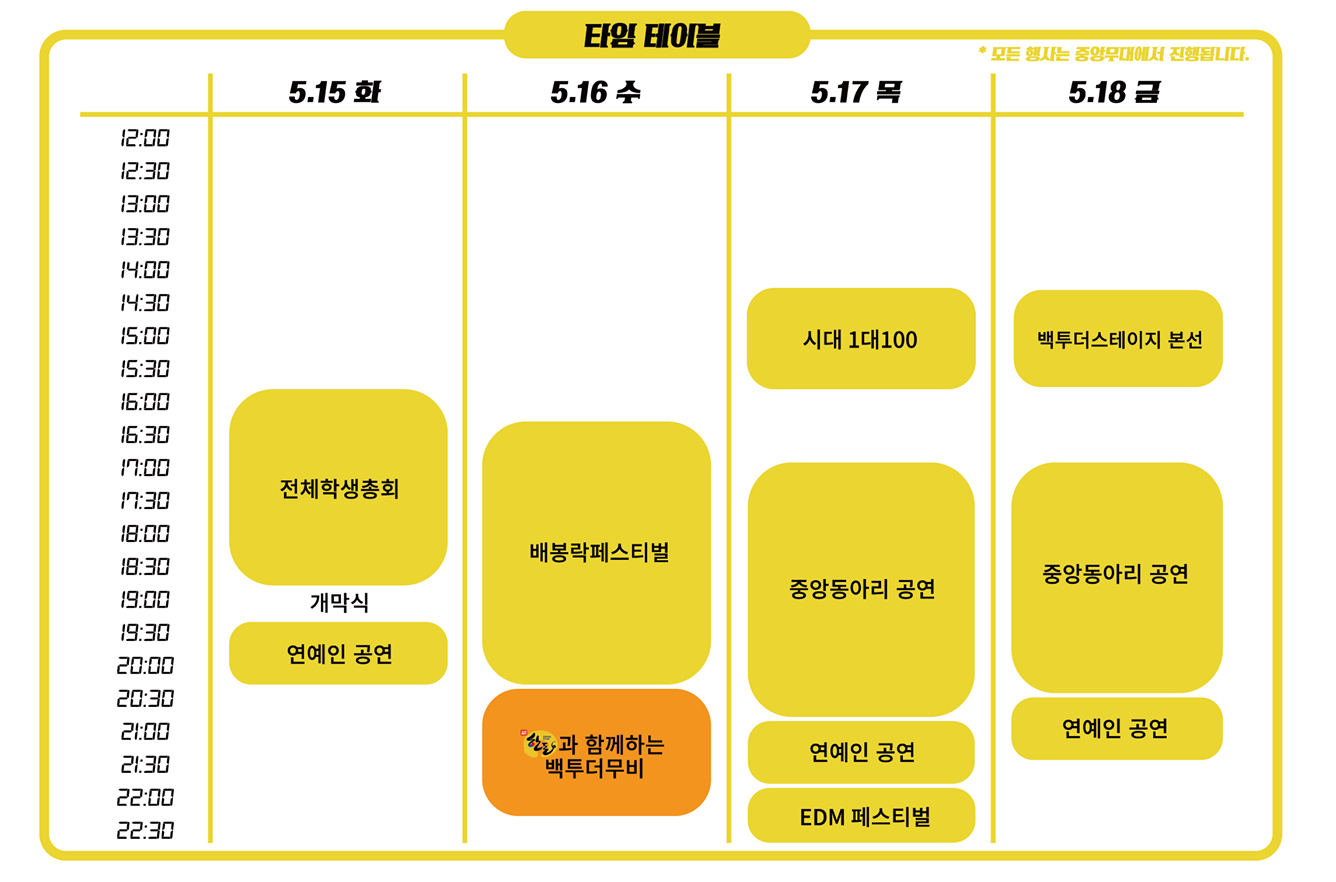 타임 테이블
* 모든 행사는 중앙무대에서 진행됩니다.
5.15 화
5.16 수
5.17 목
5.18 금
12:00
12:30
13:00
13:30
14:00
14:30
15:00
15:30
16:00
16:30
17:00
17:30
18:00
18:30
19:00
19:30
20:00
20:30
21:00
21:30
22:00
22:30
전체학생총회
개막식
연예인 공연
배봉락페스티벌
한돈과 함께하는
백투더무비
시대 1대100
중앙동아리 공연
연예인 공연
EDM 페스티벌
백투더스테이지 본선
중앙동아리 공연
연예인 공연